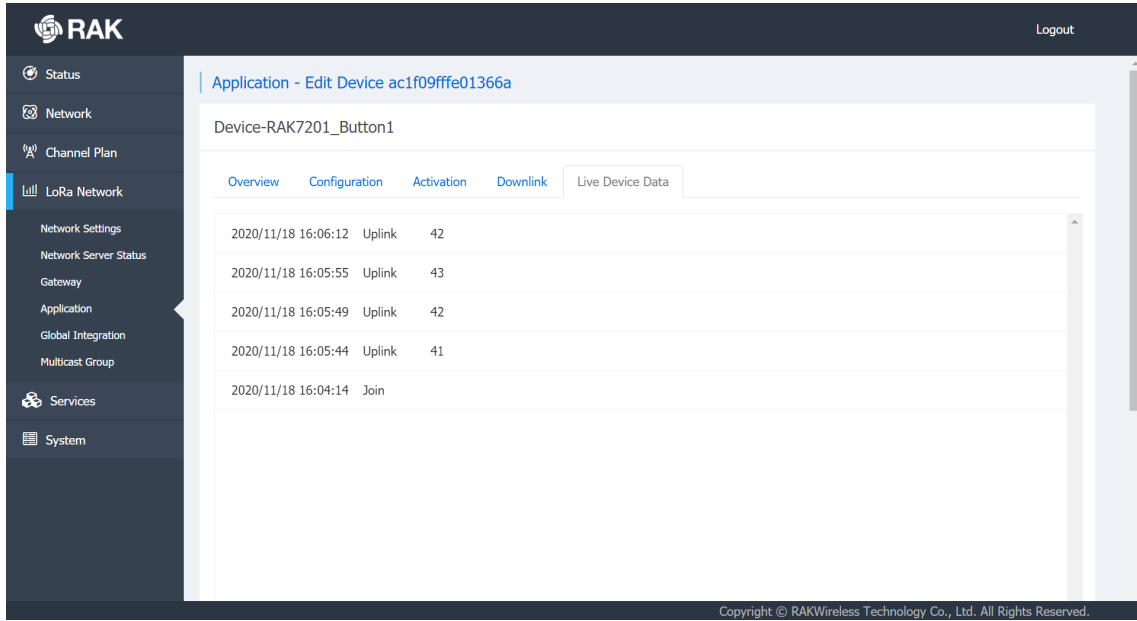 RAK
Logout
Status
Network
Channel Plan
LoRa Network
Network Settings
Network Server Status
Gateway
Application
Global Integration
Multicast Group
Services
System
Application - Edit Device ac1f09fffe01366a
Device-RAK7201_Button1
Overview Configuration Activation Downlink Live Device Data
2020/11/18 16:06:12 Uplink 42
2020/11/18 16:05:55 Uplink 43
2020/11/18 16:05:49 Uplink 42
2020/11/18 16:05:44 Uplink 41
2020/11/18 16:04:14 Join
Copyright © RAKWireless Technology Co., Ltd. All Rights Reserved.